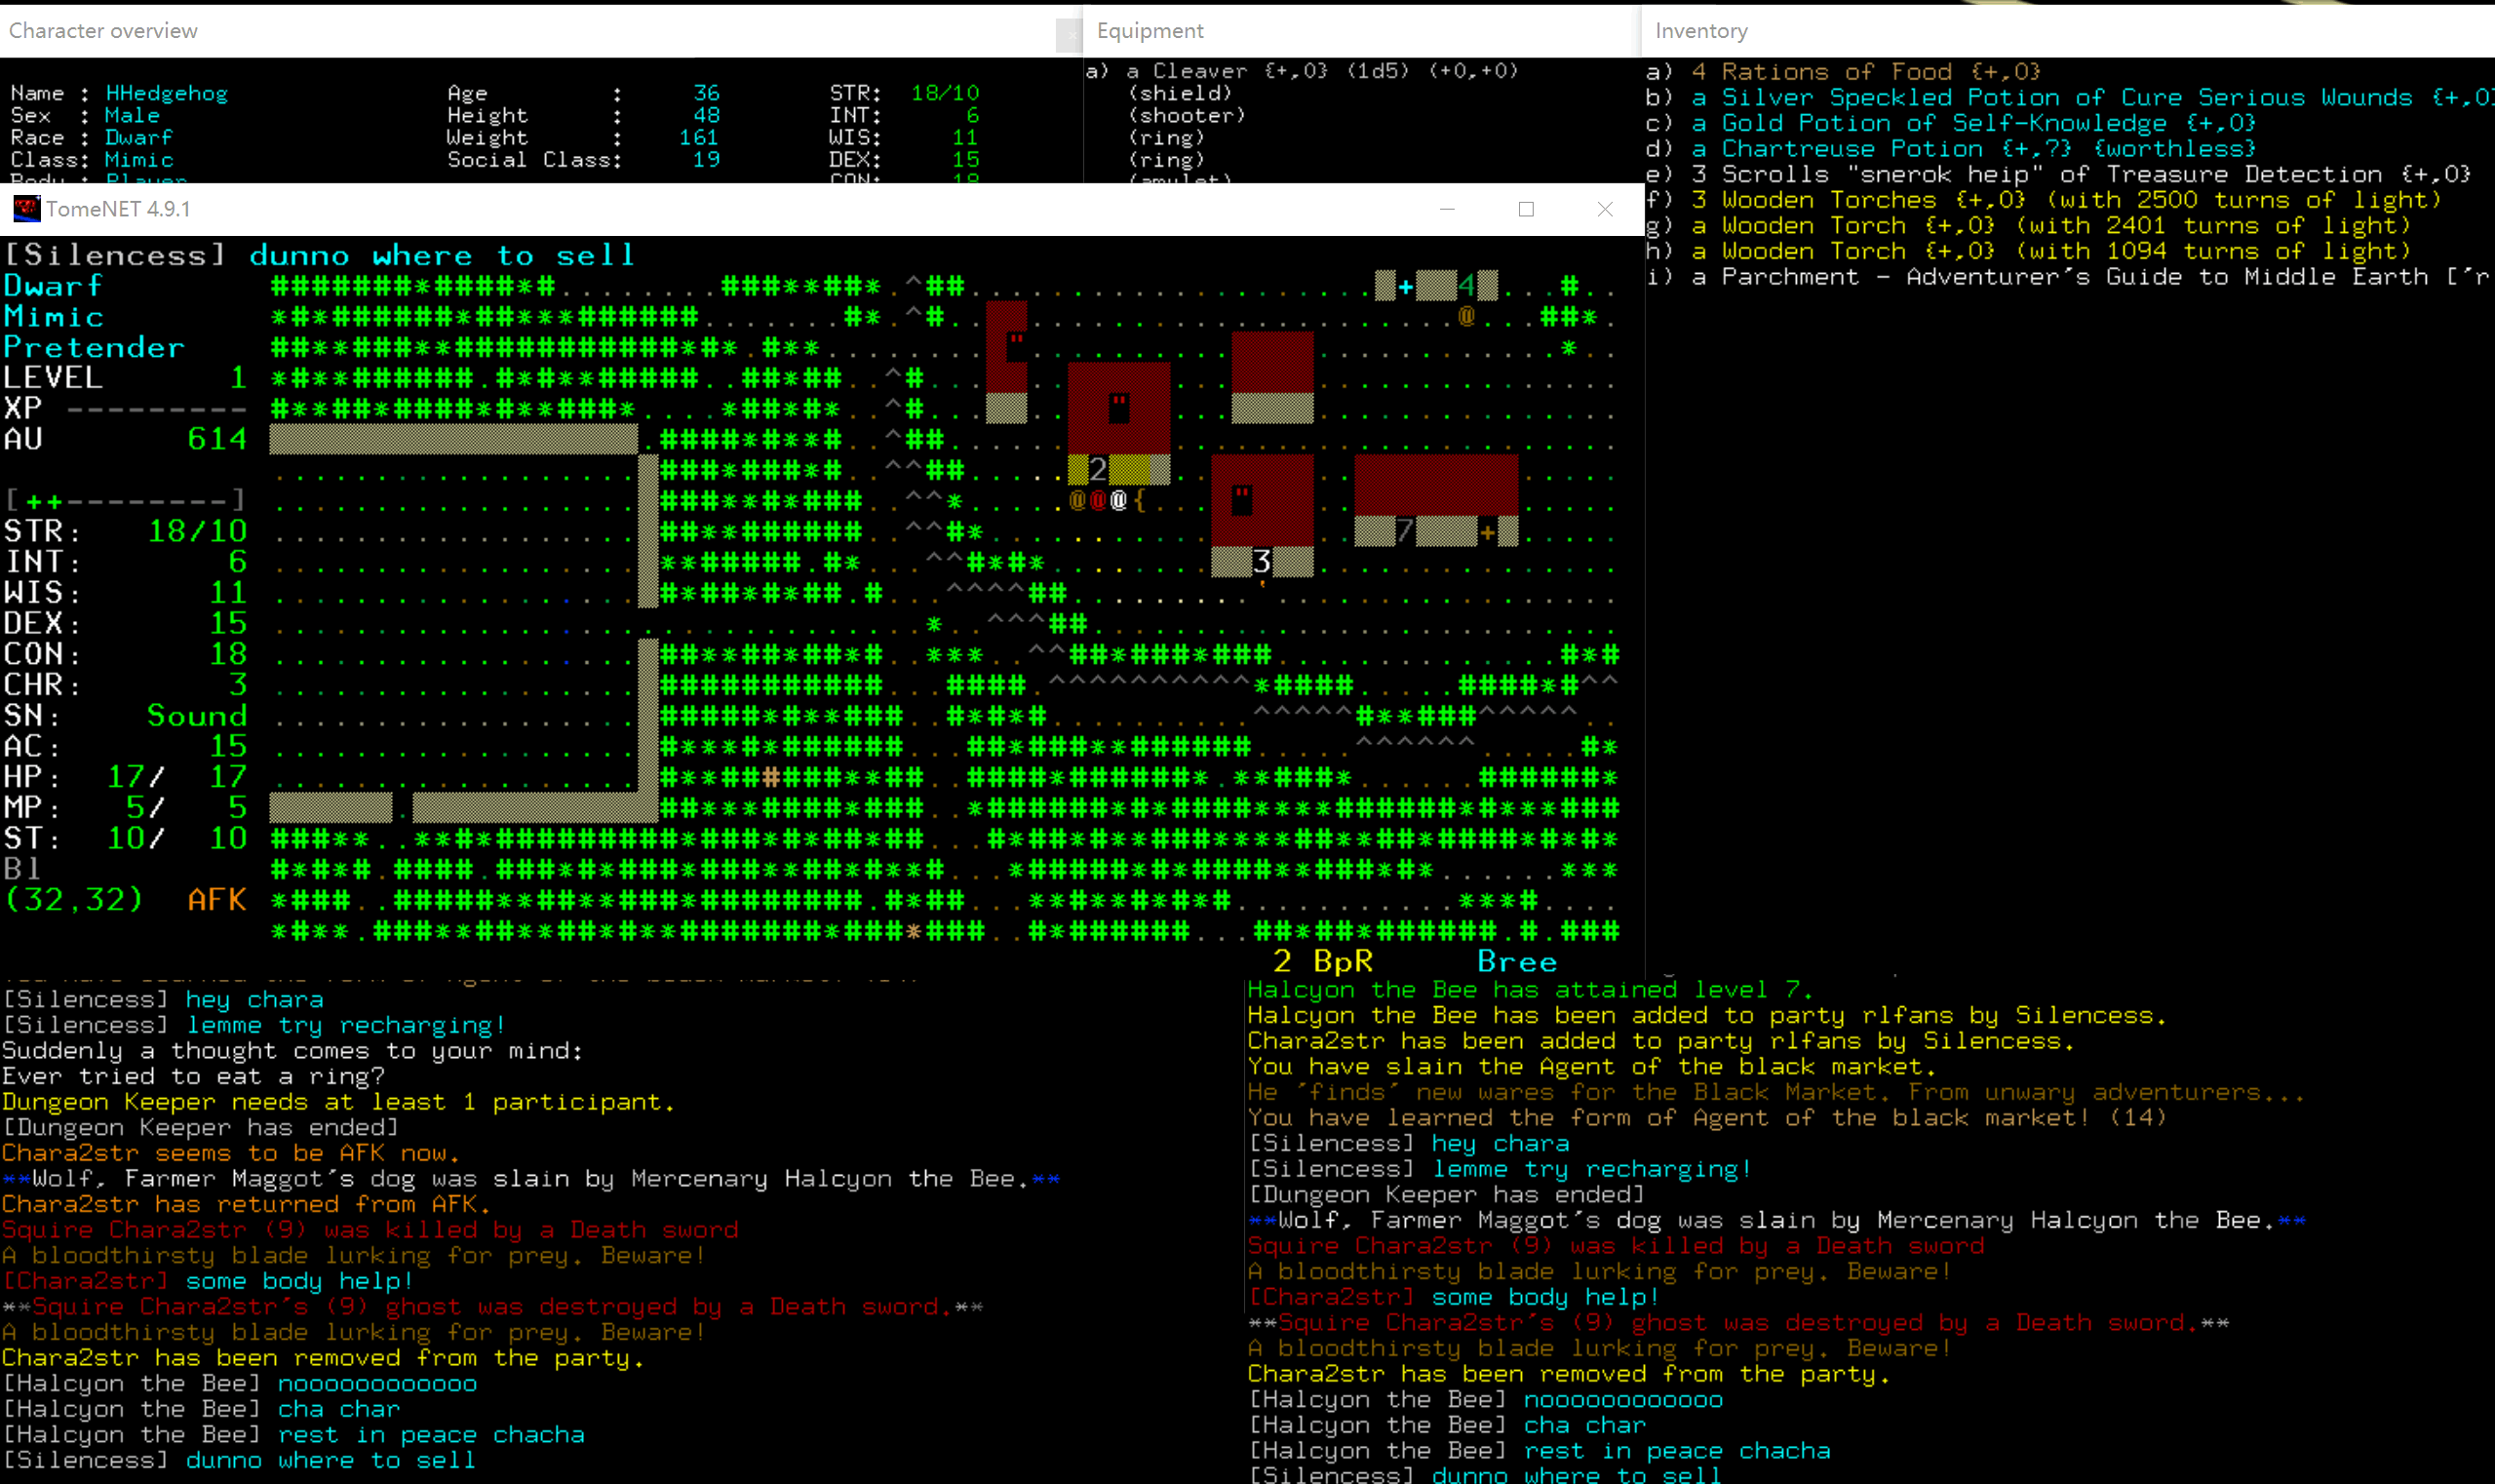 Character overview
Name : HHedgehog Age : 36 STR: 18/10
Sex : Male Height : 48 INT: 6
Race : Dwarf Weight : 161 WIS: 11
Class: Mimic Social Class: 19 DEX: 15
Body : Player CON: 18
Equipment
a) a Cleaver {+,0} (1d5) (+0,+0)
(shield)
(shooter)
(ring)
(ring)
(amulet)
Inventory
a) 4 Rations of Food {+,0}
b) a Silver Speckled Potion of Cure Serious Wounds {+,0}
c) a Gold Potion of Self-Knowledge {+,0}
d) a Chartreuse Potion {+,?} {worthless}
e) 3 Scrolls "snerok heip" of Treasure Detection {+,0}
f) 3 Wooden Torches {+,0} (with 2500 turns of light)
g) a Wooden Torch {+,0} (with 2401 turns of light)
h) a Wooden Torch {+,0} (with 1094 turns of light)
i) a Parchment - Adventurer's Guide to Middle Earth ['r
TomeNET 4.9.1
[Silencess] dunno where to sell
Dwarf
Mimic
Pretender
LEVEL 1
XP ---------
AU 614
[++--------]
STR: 18/10
INT: 6
WIS: 11
DEX: 15
CON: 18
CHR: 3
SN: Sound
AC: 15
HP: 17/ 17
MP: 5/ 5
ST: 10/ 10
Bl
(32,32) AFK
4
2
7
3
2 BpR Bree
[Silencess] hey chara
[Silencess] lemme try recharging!
Suddenly a thought comes to your mind:
Ever tried to eat a ring?
Dungeon Keeper needs at least 1 participant.
[Dungeon Keeper has ended]
Chara2str seems to be AFK now.
**Wolf, Farmer Maggot's dog was slain by Mercenary Halcyon the Bee.**
Chara2str has returned from AFK.
Squire Chara2str (9) was killed by a Death sword
A bloodthirsty blade lurking for prey. Beware!
[Chara2str] some body help!
**Squire Chara2str's (9) ghost was destroyed by a Death sword.**
A bloodthirsty blade lurking for prey. Beware!
Chara2str has been removed from the party.
[Halcyon the Bee] nooooooooooooo
[Halcyon the Bee] cha char
[Halcyon the Bee] rest in peace chacha
[Silencess] dunno where to sell
Halcyon the Bee has attained level 7.
Halcyon the Bee has been added to party rlfans by Silencess.
Chara2str has been added to party rlfans by Silencess.
You have slain the Agent of the black market.
He 'finds' new wares for the Black Market. From unwary adventurers...
You have learned the form of Agent of the black market! (14)
[Silencess] hey chara
[Silencess] lemme try recharging!
[Dungeon Keeper has ended]
**Wolf, Farmer Maggot's dog was slain by Mercenary Halcyon the Bee.**
Squire Chara2str (9) was killed by a Death sword
A bloodthirsty blade lurking for prey. Beware!
[Chara2str] some body help!
**Squire Chara2str's (9) ghost was destroyed by a Death sword.**
A bloodthirsty blade lurking for prey. Beware!
Chara2str has been removed from the party.
[Halcyon the Bee] nooooooooooooo
[Halcyon the Bee] cha char
[Halcyon the Bee] rest in peace chacha
[Silencess] dunno where to sell